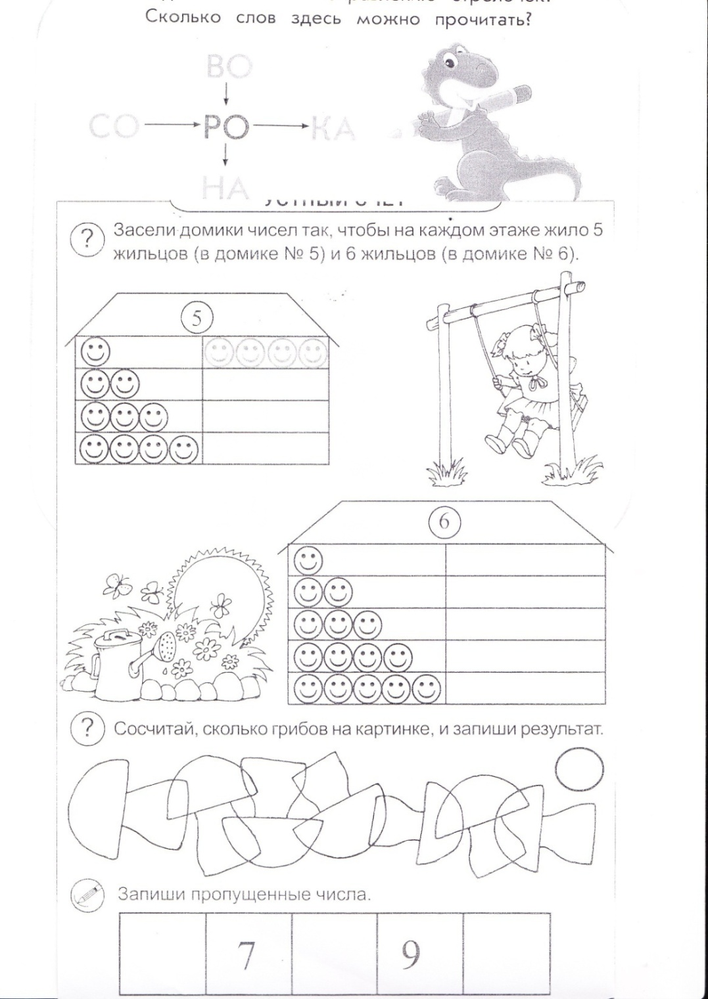 Сколько слов здесь можно прочитать?
ВО
СО РО КА
НА
УСТНЫЙ СЧЕТ
? Засели домики чисел так, чтобы на каждом этаже жило 5
жильцов (в домике № 5) и 6 жильцов (в домике № 6).
5
6
? Сосчитай, сколько грибов на картинке, и запиши результат.
Запиши пропущенные числа.
7 9